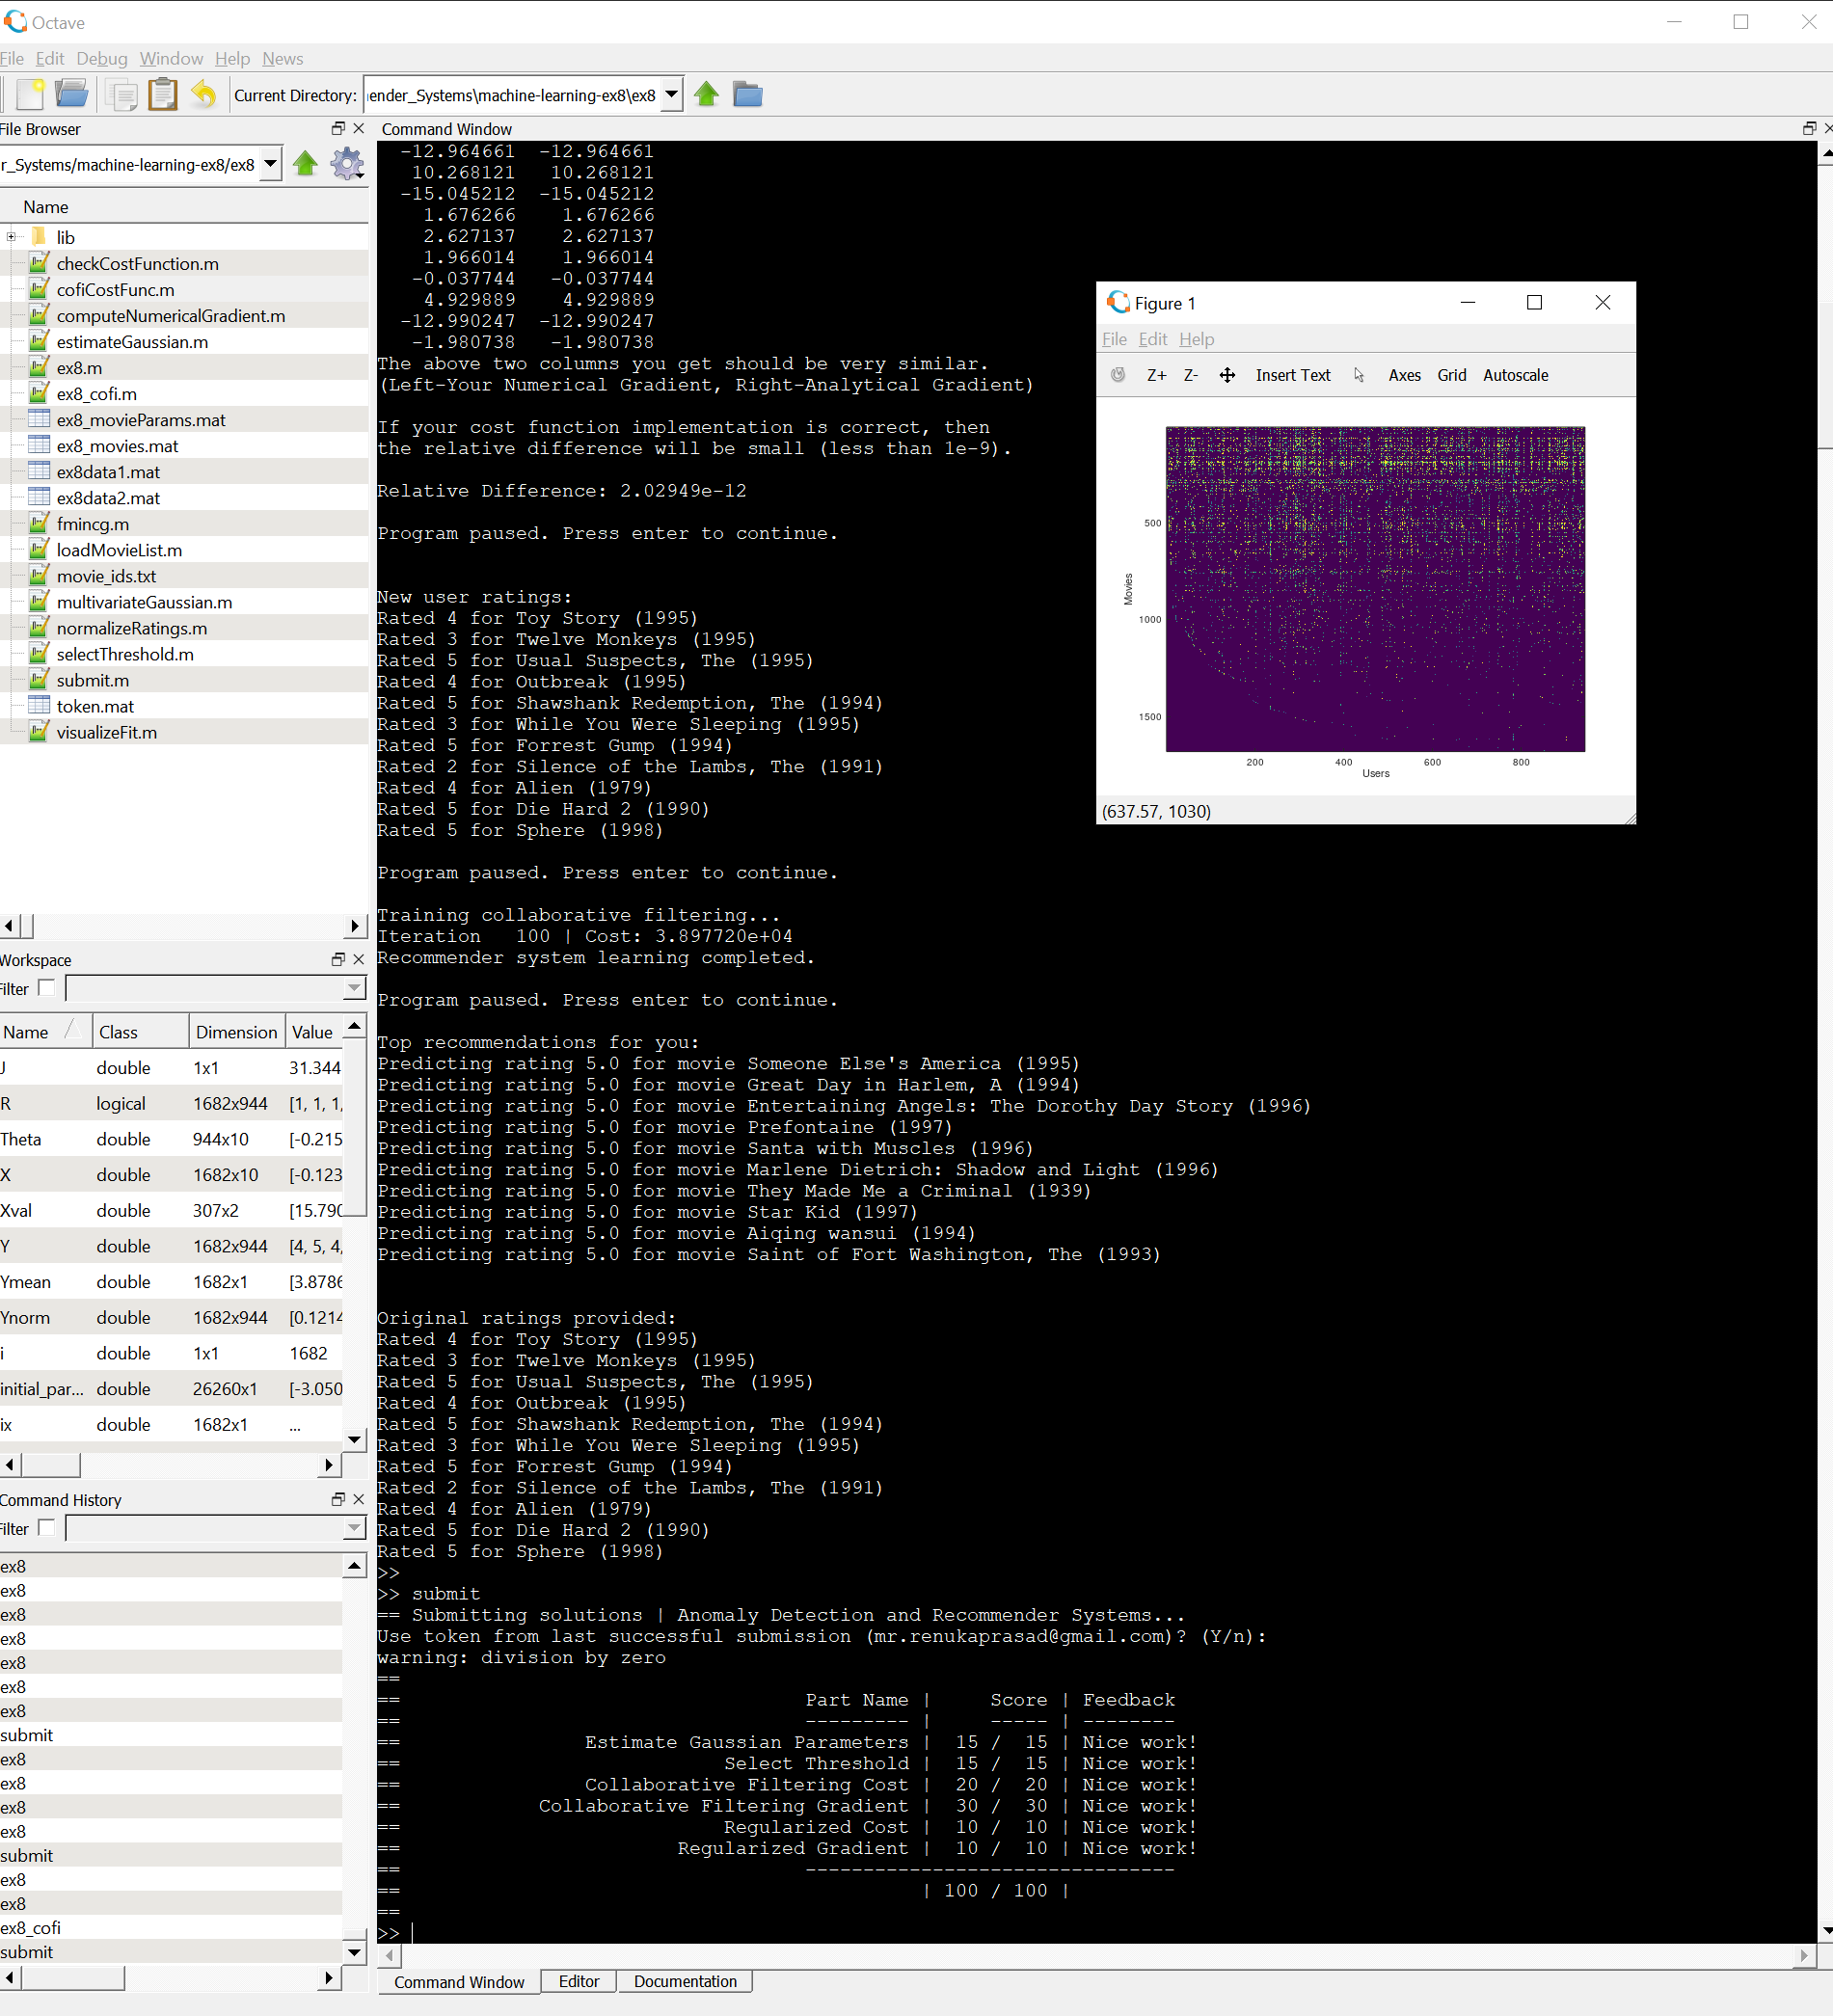 Octave
File Edit Debug Window Help News
Current Directory: ender_Systems\machine-learning-ex8\ex8
File Browser
r_Systems/machine-learning-ex8/ex8
Name
lib
checkCostFunction.m
cofiCostFunc.m
computeNumericalGradient.m
estimateGaussian.m
ex8.m
ex8_cofi.m
ex8_movieParams.mat
ex8_movies.mat
ex8data1.mat
ex8data2.mat
fmincg.m
loadMovieList.m
movie_ids.txt
multivariateGaussian.m
normalizeRatings.m
selectThreshold.m
submit.m
token.mat
visualizeFit.m
Workspace
Filter
Name Class Dimension Value
J double 1x1 31.344
R logical 1682x944 [1, 1, 1,
Theta double 944x10 [-0.215
X double 1682x10 [-0.123
Xval double 307x2 [15.790
Y double 1682x944 [4, 5, 4,
Ymean double 1682x1 [3.8786
Ynorm double 1682x944 [0.1214
i double 1x1 1682
initial_par... double 26260x1 [-3.050
ix double 1682x1 ...
Command History
Filter
ex8
ex8
ex8
ex8
ex8
ex8
ex8
submit
ex8
ex8
ex8
ex8
submit
ex8
ex8
ex8_cofi
submit
Command Window
-12.964661 -12.964661
10.268121 10.268121
-15.045212 -15.045212
1.676266 1.676266
2.627137 2.627137
1.966014 1.966014
-0.037744 -0.037744
4.929889 4.929889
-12.990247 -12.990247
-1.980738 -1.980738
The above two columns you get should be very similar.
(Left-Your Numerical Gradient, Right-Analytical Gradient)
If your cost function implementation is correct, then
the relative difference will be small (less than 1e-9).
Relative Difference: 2.02949e-12
Program paused. Press enter to continue.
New user ratings:
Rated 4 for Toy Story (1995)
Rated 3 for Twelve Monkeys (1995)
Rated 5 for Usual Suspects, The (1995)
Rated 4 for Outbreak (1995)
Rated 5 for Shawshank Redemption, The (1994)
Rated 3 for While You Were Sleeping (1995)
Rated 5 for Forrest Gump (1994)
Rated 2 for Silence of the Lambs, The (1991)
Rated 4 for Alien (1979)
Rated 5 for Die Hard 2 (1990)
Rated 5 for Sphere (1998)
Program paused. Press enter to continue.
Training collaborative filtering...
Iteration 100 | Cost: 3.897720e+04
Recommender system learning completed.
Program paused. Press enter to continue.
Top recommendations for you:
Predicting rating 5.0 for movie Someone Else's America (1995)
Predicting rating 5.0 for movie Great Day in Harlem, A (1994)
Predicting rating 5.0 for movie Entertaining Angels: The Dorothy Day Story (1996)
Predicting rating 5.0 for movie Prefontaine (1997)
Predicting rating 5.0 for movie Santa with Muscles (1996)
Predicting rating 5.0 for movie Marlene Dietrich: Shadow and Light (1996)
Predicting rating 5.0 for movie They Made Me a Criminal (1939)
Predicting rating 5.0 for movie Star Kid (1997)
Predicting rating 5.0 for movie Aiqing wansui (1994)
Predicting rating 5.0 for movie Saint of Fort Washington, The (1993)
Original ratings provided:
Rated 4 for Toy Story (1995)
Rated 3 for Twelve Monkeys (1995)
Rated 5 for Usual Suspects, The (1995)
Rated 4 for Outbreak (1995)
Rated 5 for Shawshank Redemption, The (1994)
Rated 3 for While You Were Sleeping (1995)
Rated 5 for Forrest Gump (1994)
Rated 2 for Silence of the Lambs, The (1991)
Rated 4 for Alien (1979)
Rated 5 for Die Hard 2 (1990)
Rated 5 for Sphere (1998)
>>
>> submit
== Submitting solutions | Anomaly Detection and Recommender Systems...
Use token from last successful submission (mr.renukaprasad@gmail.com)? (Y/n):
warning: division by zero
==
== Part Name | Score | Feedback
== --------- | ----- | --------
== Estimate Gaussian Parameters | 15 / 15 | Nice work!
== Select Threshold | 15 / 15 | Nice work!
== Collaborative Filtering Cost | 20 / 20 | Nice work!
== Collaborative Filtering Gradient | 30 / 30 | Nice work!
== Regularized Cost | 10 / 10 | Nice work!
== Regularized Gradient | 10 / 10 | Nice work!
== --------------------------------
== | 100 / 100 |
==
>>
Figure 1
File Edit Help
Z+ Z- Insert Text Axes Grid Autoscale
500
1000
1500
Movies
200 400 600 800
Users
(637.57, 1030)
Command Window Editor Documentation